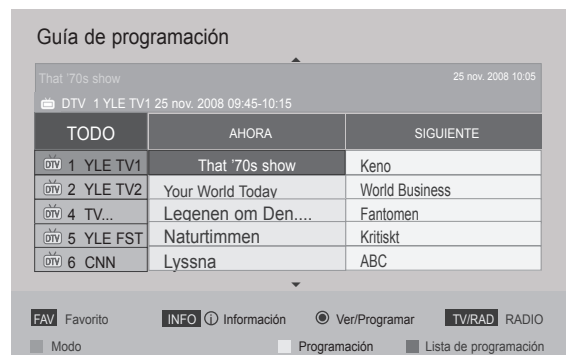 Guía de programación
That '70s show 25 nov. 2008 10:05
DTV 1 YLE TV1 25 nov. 2008 09:45-10:15
TODO AHORA SIGUIENTE
DTV 1 YLE TV1 That '70s show Keno
DTV 2 YLE TV2 Your World Today World Business
DTV 4 TV... Legenen om Den.... Fantomen
DTV 5 YLE FST Naturtimmen Kritiskt
DTV 6 CNN Lyssna ABC
FAV Favorito INFO i Información Ver/Programar TV/RAD RADIO
Modo Programación Lista de programación